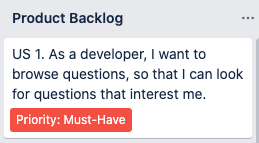 Product Backlog
US 1. As a developer, I want to
browse questions, so that I can look
for questions that interest me.
Priority: Must-Have